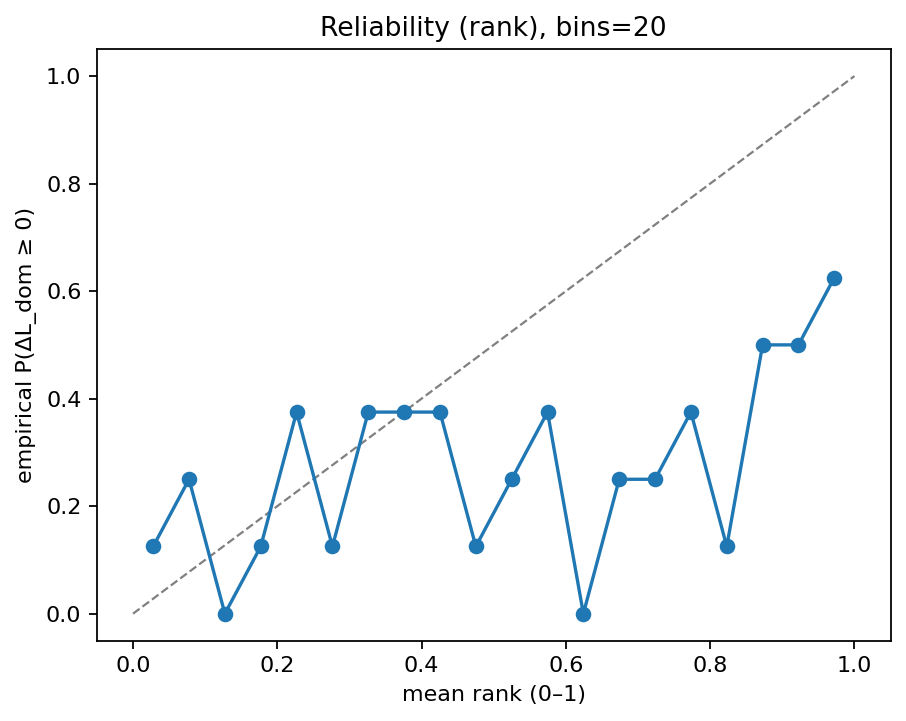 Reliability (rank), bins=20
1.0
0.8
0.6
0.4
0.2
0.0
empirical P(ΔL_dom ≥ 0)
0.0 0.2 0.4 0.6 0.8 1.0
mean rank (0–1)